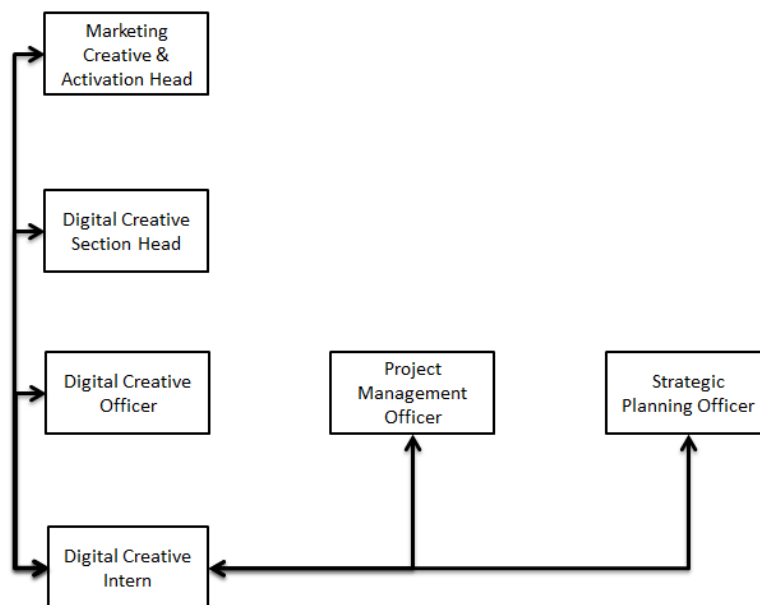 Marketing
Creative &
Activation Head
Digital Creative
Section Head
Digital Creative
Officer
Project
Management
Officer
Strategic
Planning Officer
Digital Creative
Intern